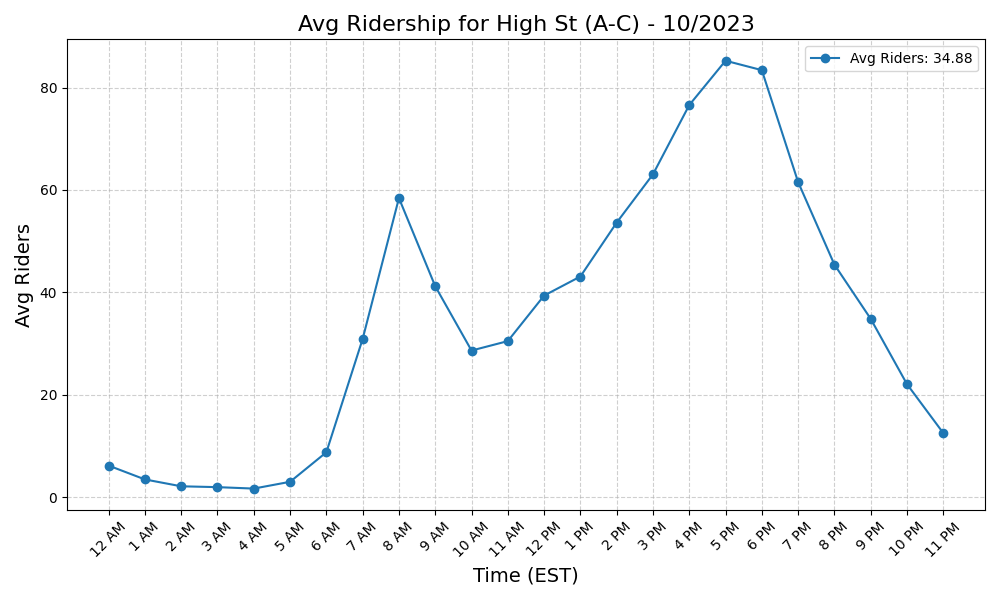 Avg Ridership for High St (A-C) - 10/2023
Avg Riders: 34.88
Avg Riders
80
60
40
20
0
12 AM
1 AM
2 AM
3 AM
4 AM
5 AM
6 AM
7 AM
8 AM
9 AM
10 AM
11 AM
12 PM
1 PM
2 PM
3 PM
4 PM
5 PM
6 PM
7 PM
8 PM
9 PM
10 PM
11 PM
Time (EST)